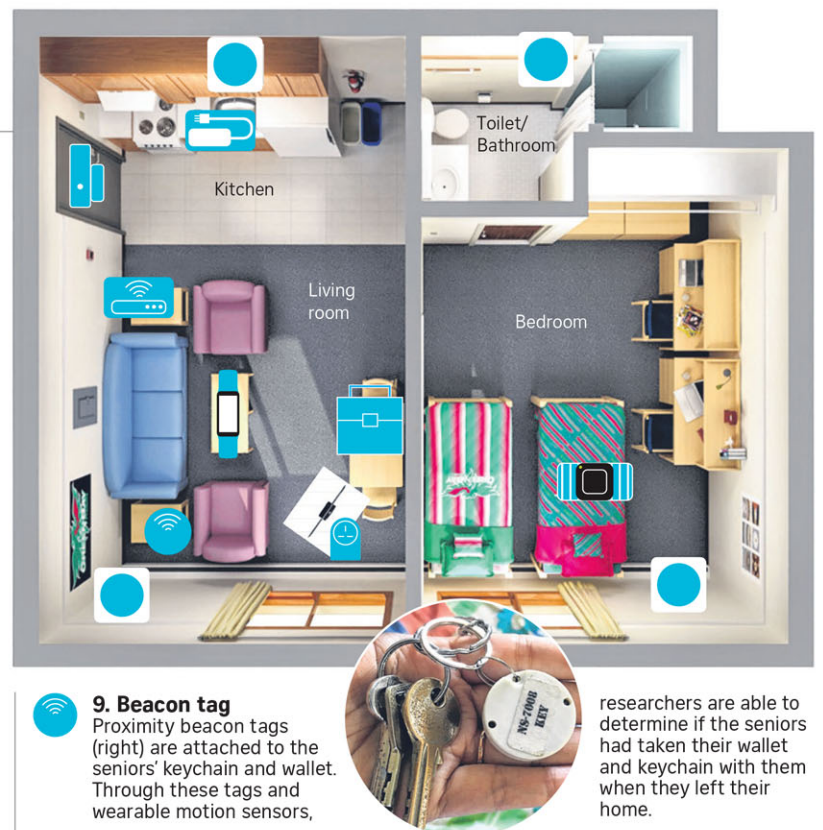 Toilet/
Bathroom
Kitchen
Living
room
Bedroom
9. Beacon tag
Proximity beacon tags
(right) are attached to the
seniors’ keychain and wallet.
Through these tags and
wearable motion sensors,
NS-700B
KEY
researchers are able to
determine if the seniors
had taken their wallet
and keychain with them
when they left their
home.